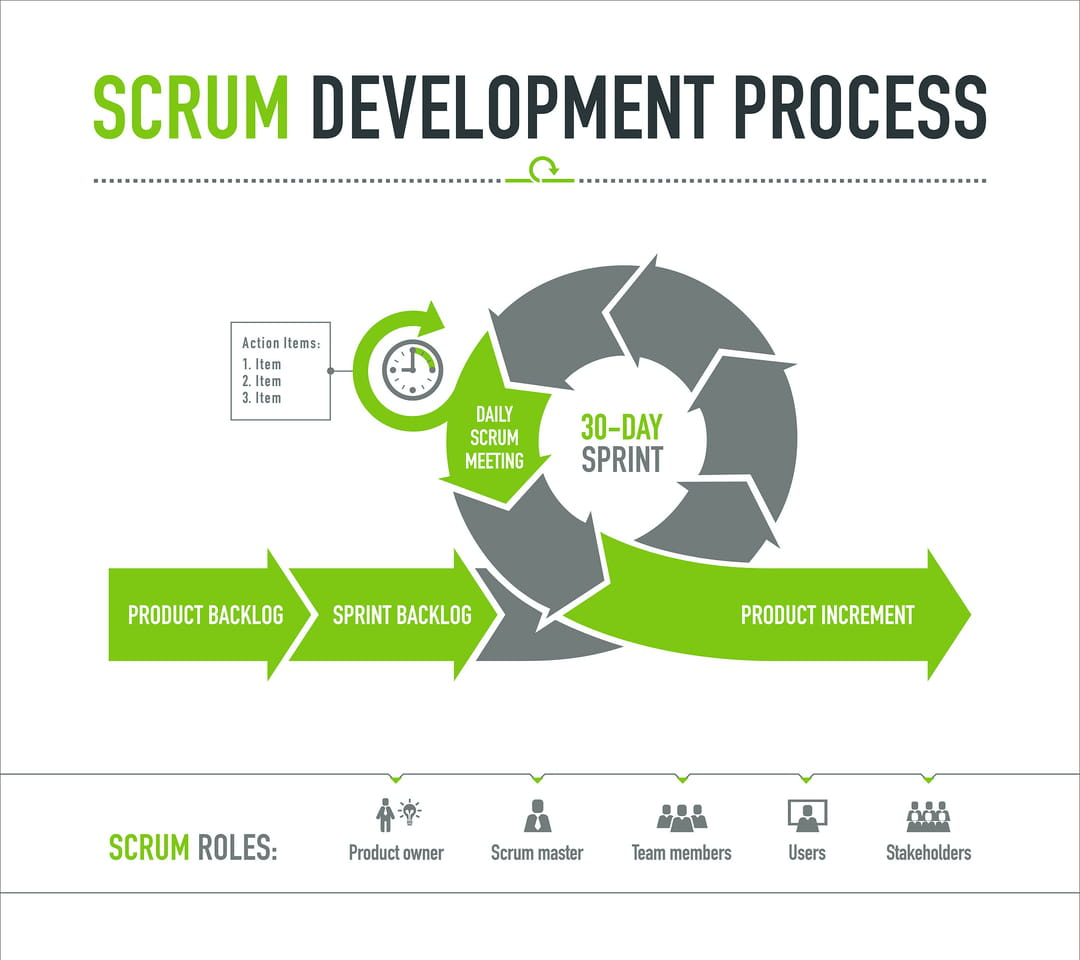 SCRUM DEVELOPMENT PROCESS
Action Items:
1. Item
2. Item
3. Item
DAILY
SCRUM
MEETING
30-DAY
SPRINT
PRODUCT BACKLOG
SPRINT BACKLOG
PRODUCT INCREMENT
SCRUM ROLES:
Product owner
Scrum master
Team members
Users
Stakeholders